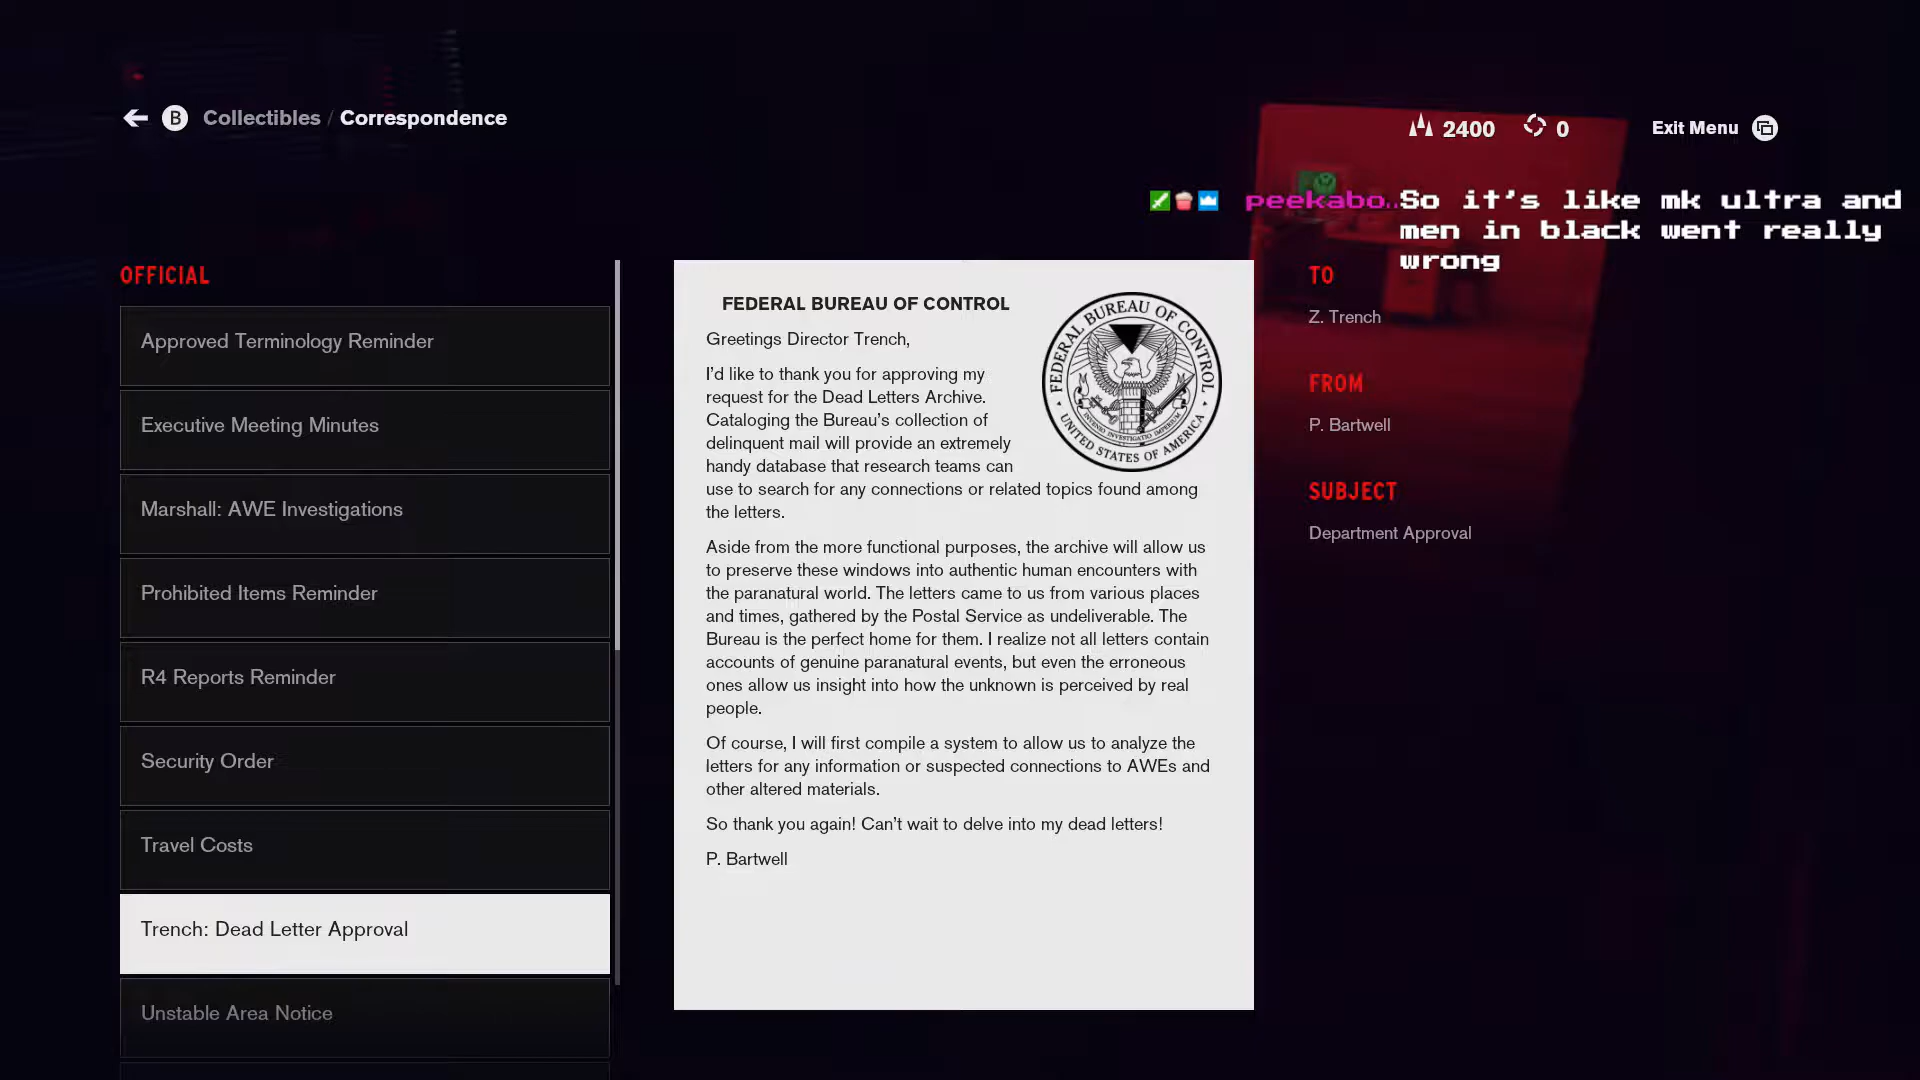 B Collectibles / Correspondence
2400
0
Exit Menu
peekabo.. So it's like mk ultra and
men in black went really
wrong
OFFICIAL
Approved Terminology Reminder
Executive Meeting Minutes
Marshall: AWE Investigations
Prohibited Items Reminder
R4 Reports Reminder
Security Order
Travel Costs
Trench: Dead Letter Approval
Unstable Area Notice
FEDERAL BUREAU OF CONTROL
Greetings Director Trench,
I'd like to thank you for approving my
request for the Dead Letters Archive.
Cataloging the Bureau's collection of
delinquent mail will provide an extremely
handy database that research teams can
use to search for any connections or related topics found among
the letters.
Aside from the more functional purposes, the archive will allow us
to preserve these windows into authentic human encounters with
the paranatural world. The letters came to us from various places
and times, gathered by the Postal Service as undeliverable. The
Bureau is the perfect home for them. I realize not all letters contain
accounts of genuine paranatural events, but even the erroneous
ones allow us insight into how the unknown is perceived by real
people.
Of course, I will first compile a system to allow us to analyze the
letters for any information or suspected connections to AWEs and
other altered materials.
So thank you again! Can't wait to delve into my dead letters!
P. Bartwell
FEDERAL BUREAU OF CONTROL
INVENIO INVESTIGATIO IMPERIUM
UNITED STATES OF AMERICA
TO
Z. Trench
FROM
P. Bartwell
SUBJECT
Department Approval